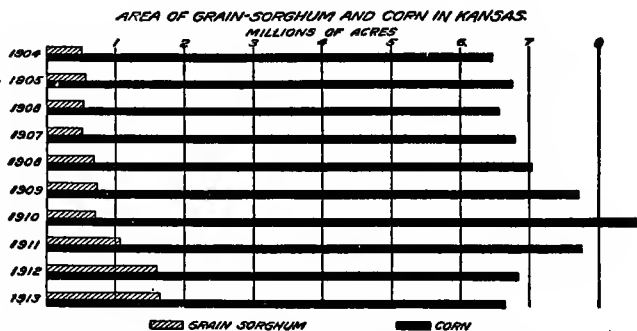 AREA OF GRAIN-SORGHUM AND CORN IN KANSAS.
MILLIONS OF ACRES
1 2 3 4 5 6 7 8
1904
1905
1906
1907
1908
1909
1910
1911
1912
1913
GRAIN SORGHUM CORN